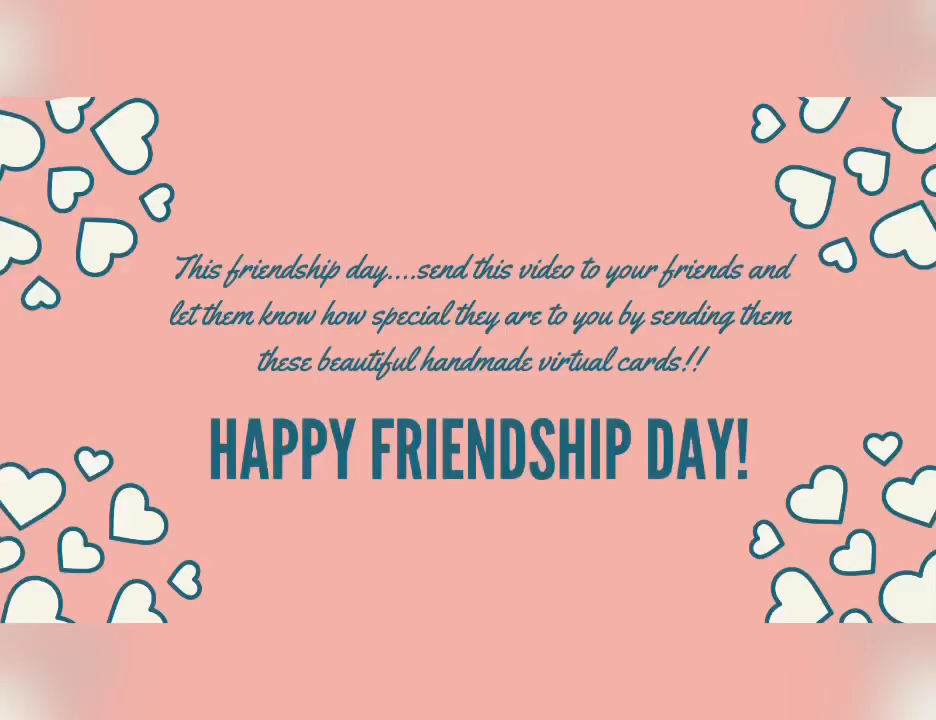 This friendship day....send this video to your friends and
let them know how special they are to you by sending them
these beautiful handmade virtual cards!!
HAPPY FRIENDSHIP DAY!